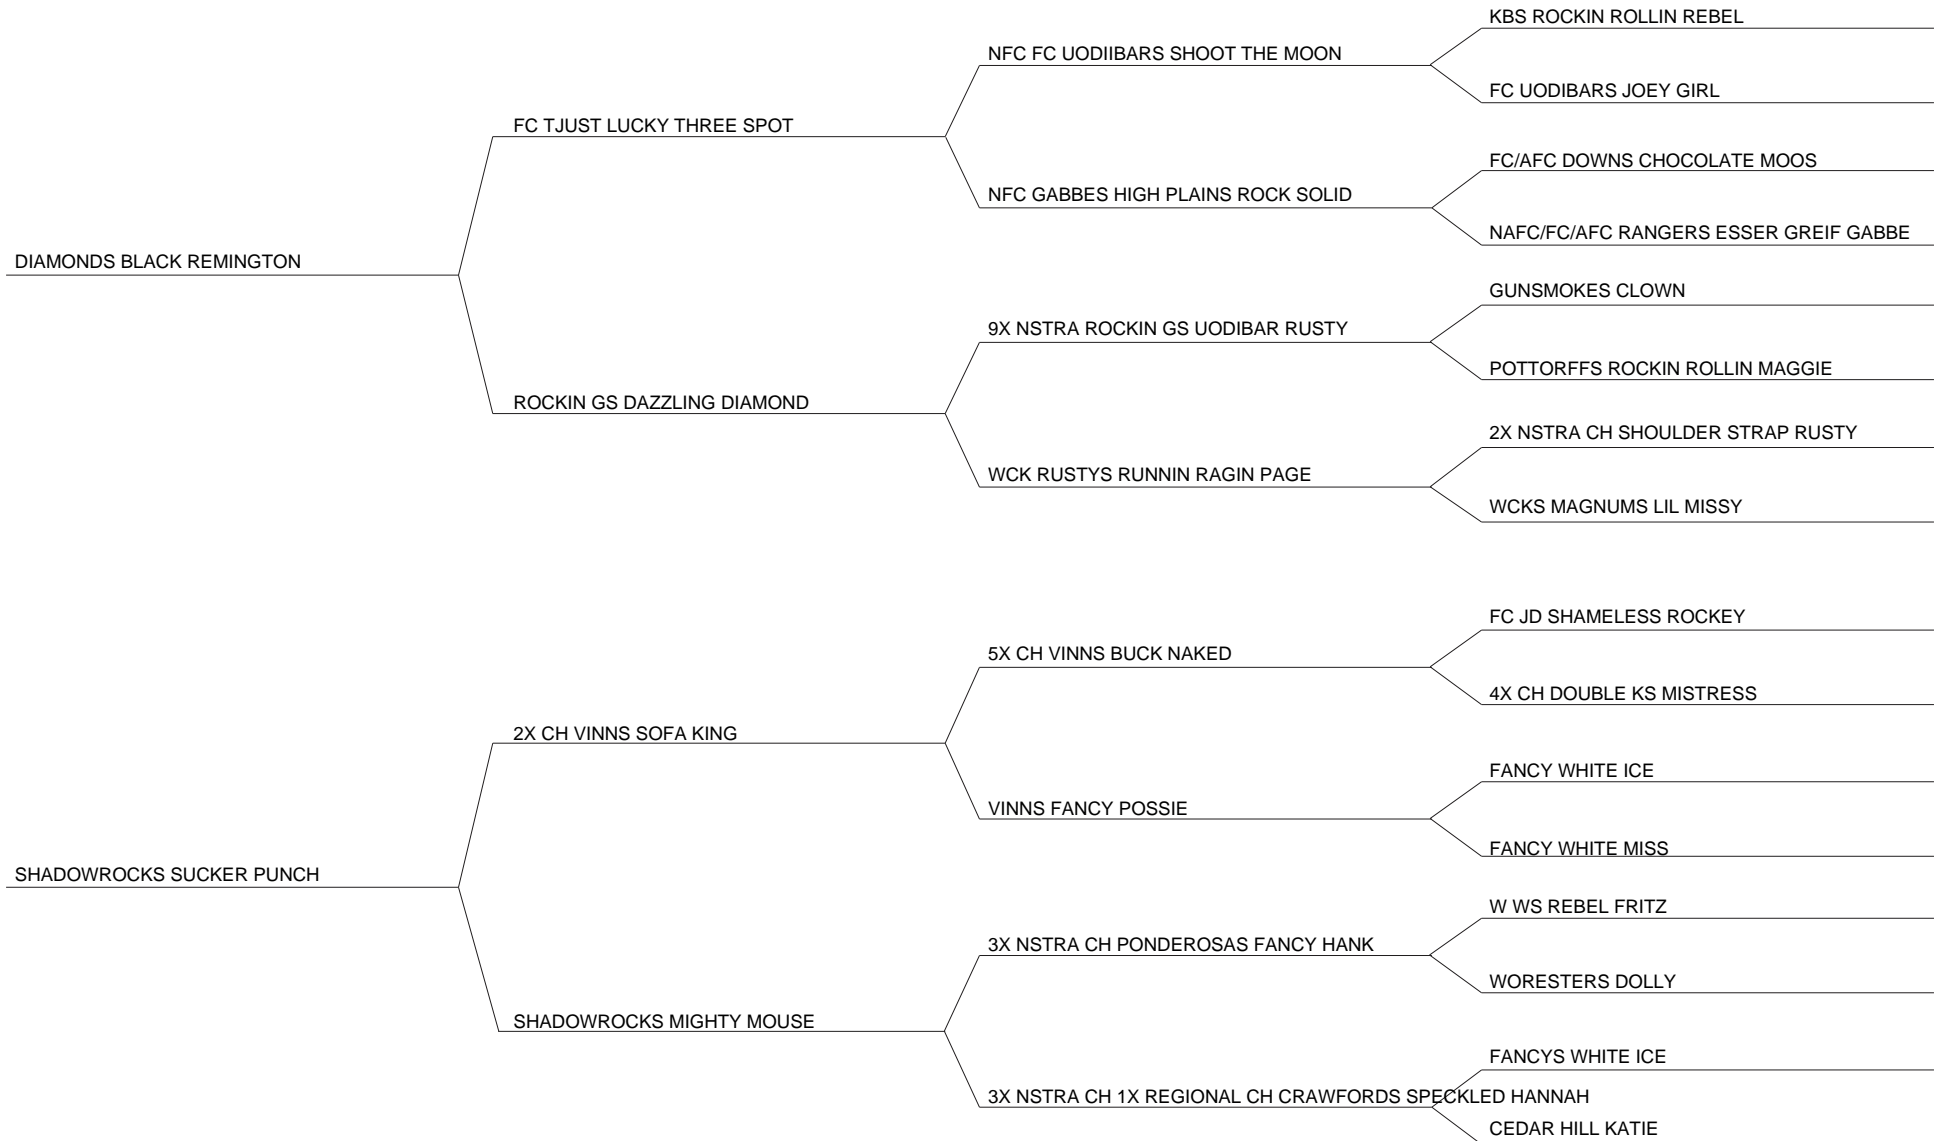 KBS ROCKIN ROLLIN REBEL
NFC FC UODIIBARS SHOOT THE MOON
FC UODIBARS JOEY GIRL
FC TJUST LUCKY THREE SPOT
FC/AFC DOWNS CHOCOLATE MOOS
NFC GABBES HIGH PLAINS ROCK SOLID
NAFC/FC/AFC RANGERS ESSER GREIF GABBE
DIAMONDS BLACK REMINGTON
GUNSMOKES CLOWN
9X NSTRA ROCKIN GS UODIBAR RUSTY
POTTORFFS ROCKIN ROLLIN MAGGIE
ROCKIN GS DAZZLING DIAMOND
2X NSTRA CH SHOULDER STRAP RUSTY
WCK RUSTYS RUNNIN RAGIN PAGE
WCKS MAGNUMS LIL MISSY
FC JD SHAMELESS ROCKEY
5X CH VINNS BUCK NAKED
4X CH DOUBLE KS MISTRESS
2X CH VINNS SOFA KING
FANCY WHITE ICE
VINNS FANCY POSSIE
FANCY WHITE MISS
SHADOWROCKS SUCKER PUNCH
W WS REBEL FRITZ
3X NSTRA CH PONDEROSAS FANCY HANK
WORESTERS DOLLY
SHADOWROCKS MIGHTY MOUSE
FANCYS WHITE ICE
3X NSTRA CH 1X REGIONAL CH CRAWFORDS SPECKLED HANNAH
CEDAR HILL KATIE